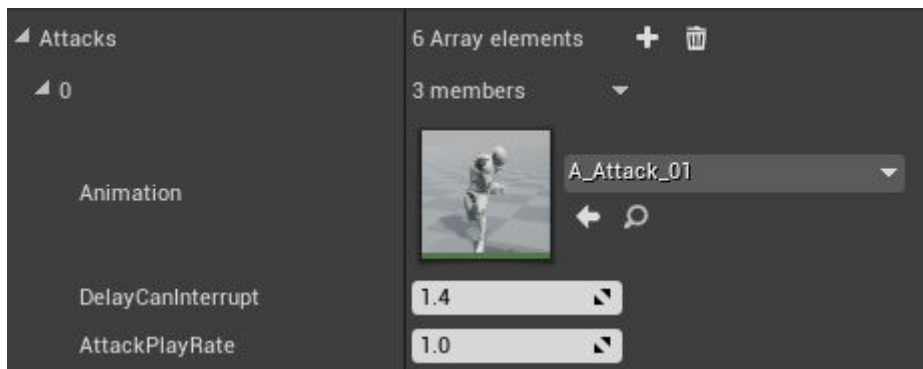 Attacks 6 Array elements
0 3 members
Animation A_Attack_01
DelayCanInterrupt 1.4
AttackPlayRate 1.0